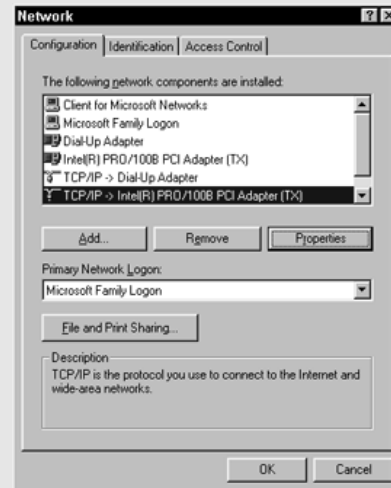 Network
Configuration Identification Access Control
The following network components are installed:
Client for Microsoft Networks
Microsoft Family Logon
Dial-Up Adapter
Intel(R) PRO/100B PCI Adapter (TX)
TCP/IP -> Dial-Up Adapter
TCP/IP -> Intel(R) PRO/100B PCI Adapter (TX)
Add... Remove Properties
Primary Network Logon:
Microsoft Family Logon
File and Print Sharing...
Description
TCP/IP is the protocol you use to connect to the Internet and
wide-area networks.
OK Cancel